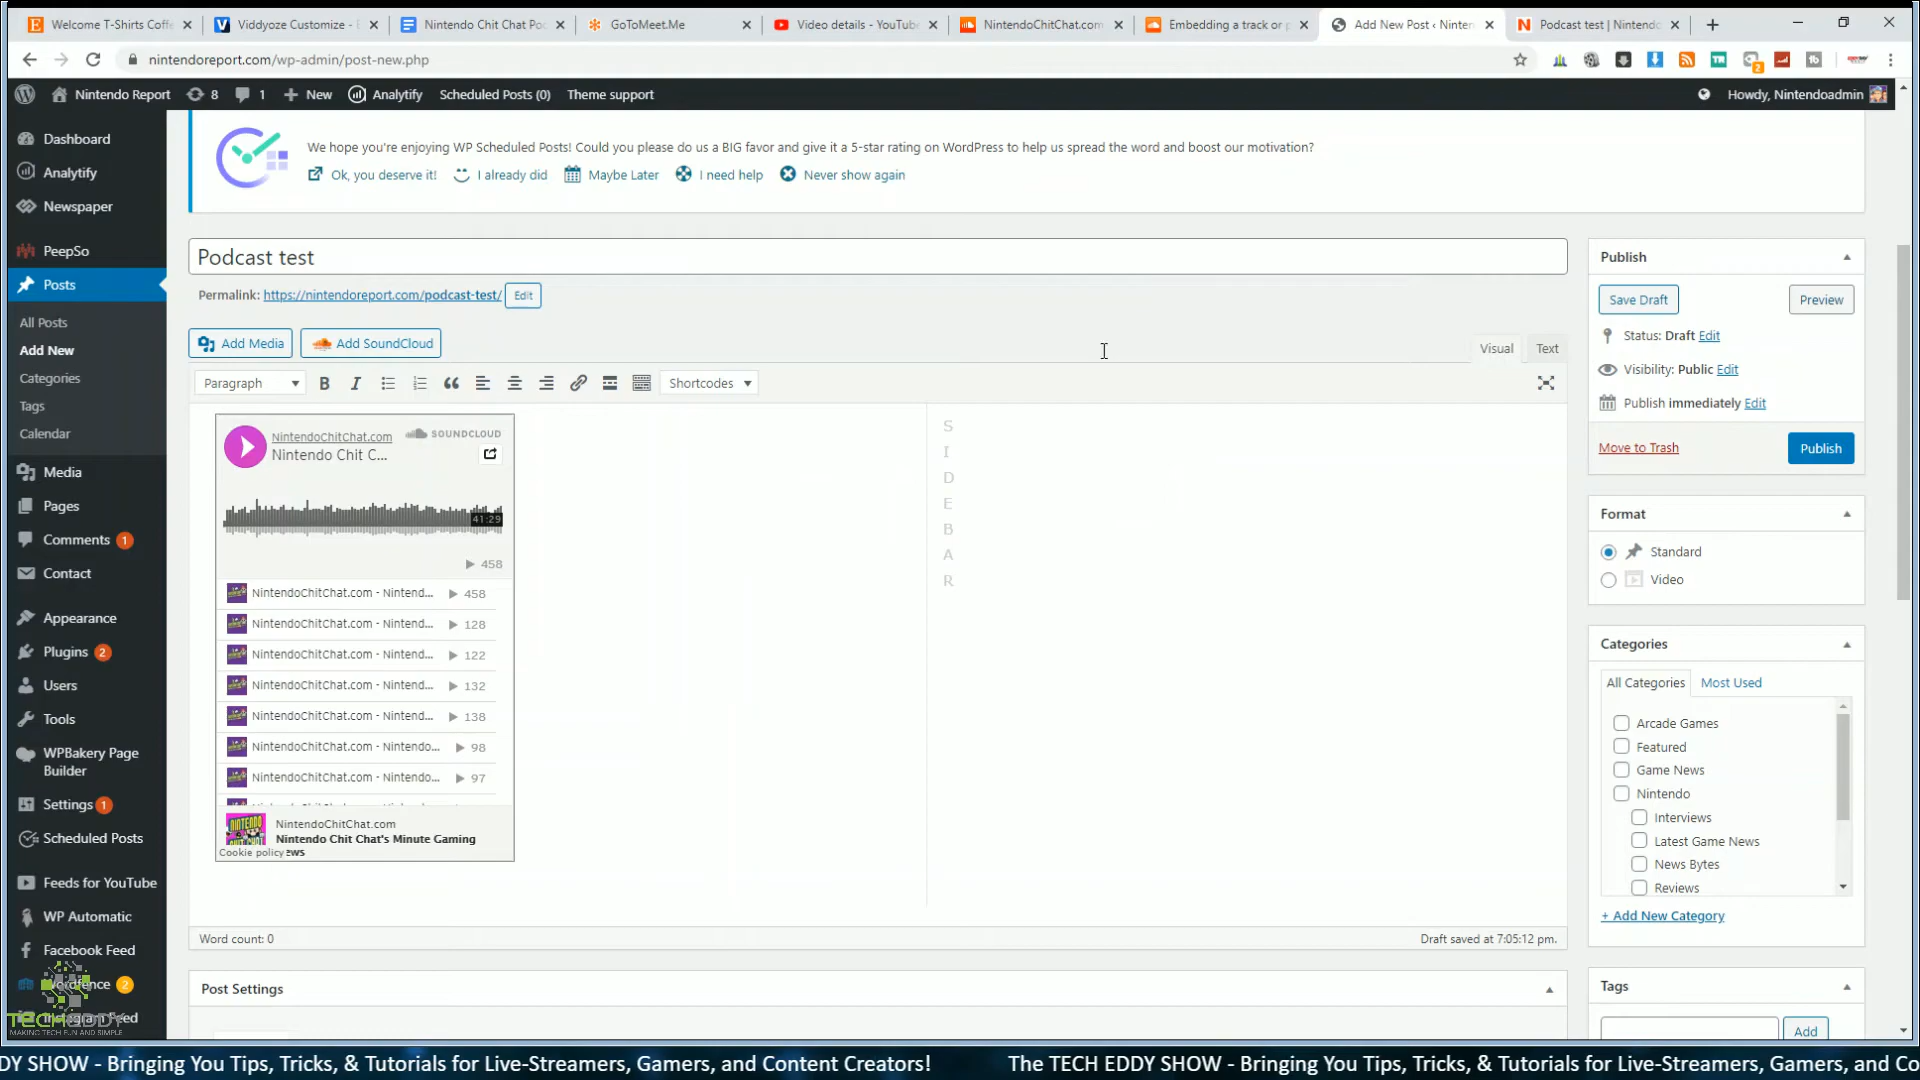 Welcome T-Shirts Coff
Viddyoze Customize - E
Nintendo Chit Chat Poc
GoToMeet.Me
Video details - YouTube
NintendoChitChat.com
Embedding a track or p
Add New Post ‹ Ninten
Podcast test | Nintendo
nintendoreport.com/wp-admin/post-new.php
Nintendo Report
8
1
New
Analytify
Scheduled Posts (0)
Theme support
Howdy, Nintendoadmin
Dashboard
Analytify
Newspaper
PeepSo
Posts
All Posts
Add New
Categories
Tags
Calendar
Media
Pages
Comments 1
Contact
Appearance
Plugins 2
Users
Tools
WPBakery Page
Builder
Settings 1
Scheduled Posts
Feeds for YouTube
WP Automatic
Facebook Feed
Wordfence 2
Feed
TECH EDDY
MAKING TECH FUN AND SIMPLE
We hope you're enjoying WP Scheduled Posts! Could you please do us a BIG favor and give it a 5-star rating on WordPress to help us spread the word and boost our motivation?
Ok, you deserve it!
I already did
Maybe Later
I need help
Never show again
Podcast test
Permalink: https://nintendoreport.com/podcast-test/ Edit
Add Media
Add SoundCloud
Visual
Text
Paragraph
Shortcodes
NintendoChitChat.com
SOUNDCLOUD
Nintendo Chit C...
41:29
458
NintendoChitChat.com - Nintend... 458
NintendoChitChat.com - Nintend... 128
NintendoChitChat.com - Nintend... 122
NintendoChitChat.com - Nintend... 132
NintendoChitChat.com - Nintend... 138
NintendoChitChat.com - Nintendo... 98
NintendoChitChat.com - Nintendo... 97
NintendoChitChat.com
Nintendo Chit Chat's Minute Gaming
Cookie policy
S
I
D
E
B
A
R
Word count: 0
Draft saved at 7:05:12 pm.
Post Settings
Publish
Save Draft
Preview
Status: Draft Edit
Visibility: Public Edit
Publish immediately Edit
Move to Trash
Publish
Format
Standard
Video
Categories
All Categories
Most Used
Arcade Games
Featured
Game News
Nintendo
Interviews
Latest Game News
News Bytes
Reviews
+ Add New Category
Tags
Add
DDY SHOW - Bringing You Tips, Tricks, & Tutorials for Live-Streamers, Gamers, and Content Creators!
The TECH EDDY SHOW - Bringing You Tips, Tricks, & Tutorials for Live-Streamers, Gamers, and Co